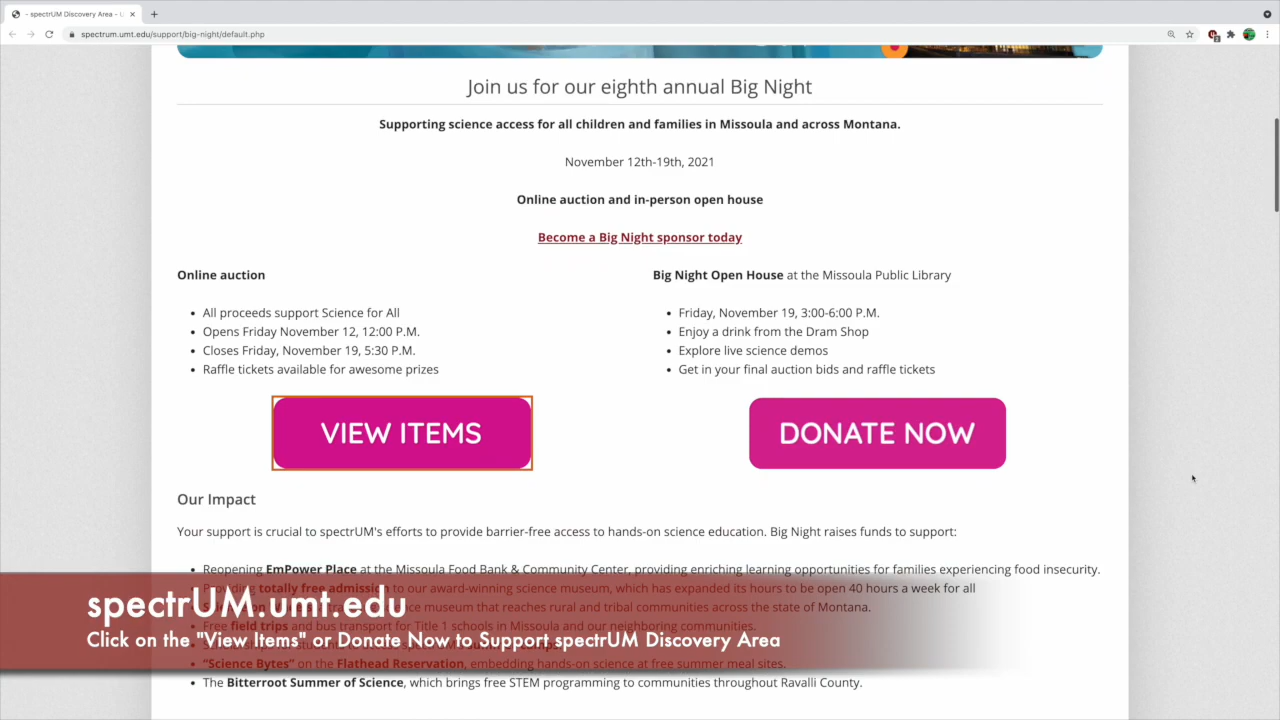 - spectrUM Discovery Area - U
spectrum.umt.edu/support/big-night/default.php
Join us for our eighth annual Big Night
Supporting science access for all children and families in Missoula and across Montana.
November 12th-19th, 2021
Online auction and in-person open house
Become a Big Night sponsor today
Online auction
• All proceeds support Science for All
• Opens Friday November 12, 12:00 P.M.
• Closes Friday, November 19, 5:30 P.M.
• Raffle tickets available for awesome prizes
VIEW ITEMS
Big Night Open House at the Missoula Public Library
• Friday, November 19, 3:00-6:00 P.M.
• Enjoy a drink from the Dram Shop
• Explore live science demos
• Get in your final auction bids and raffle tickets
DONATE NOW
Our Impact
Your support is crucial to spectrUM's efforts to provide barrier-free access to hands-on science education. Big Night raises funds to support:
• Reopening EmPower Place at the Missoula Food Bank & Community Center, providing enriching learning opportunities for families experiencing food insecurity.
• Providing totally free admission to our award-winning science museum, which has expanded its hours to be open 40 hours a week for all
museum that reaches rural and tribal communities across the state of Montana.
• Free field trips and bus transport for Title 1 schools in Missoula and our neighboring communities.
• “Science Bytes” on the Flathead Reservation, embedding hands-on science at free summer meal sites.
• The Bitterroot Summer of Science, which brings free STEM programming to communities throughout Ravalli County.
spectrUM.umt.edu
Click on the "View Items" or Donate Now to Support spectrUM Discovery Area